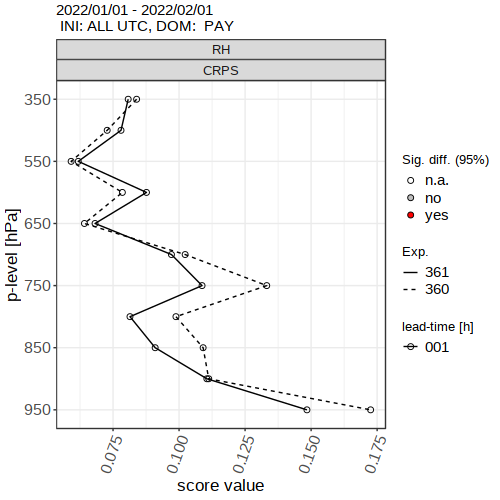 2022/01/01 - 2022/02/01
INI: ALL UTC, DOM:  PAY
RH
CRPS
350
550
650
750
850
950
p-level [hPa]
0.075
0.100
0.125
0.150
0.175
score value
Sig. diff. (95%)
n.a.
no
yes
Exp.
361
360
lead-time [h]
001